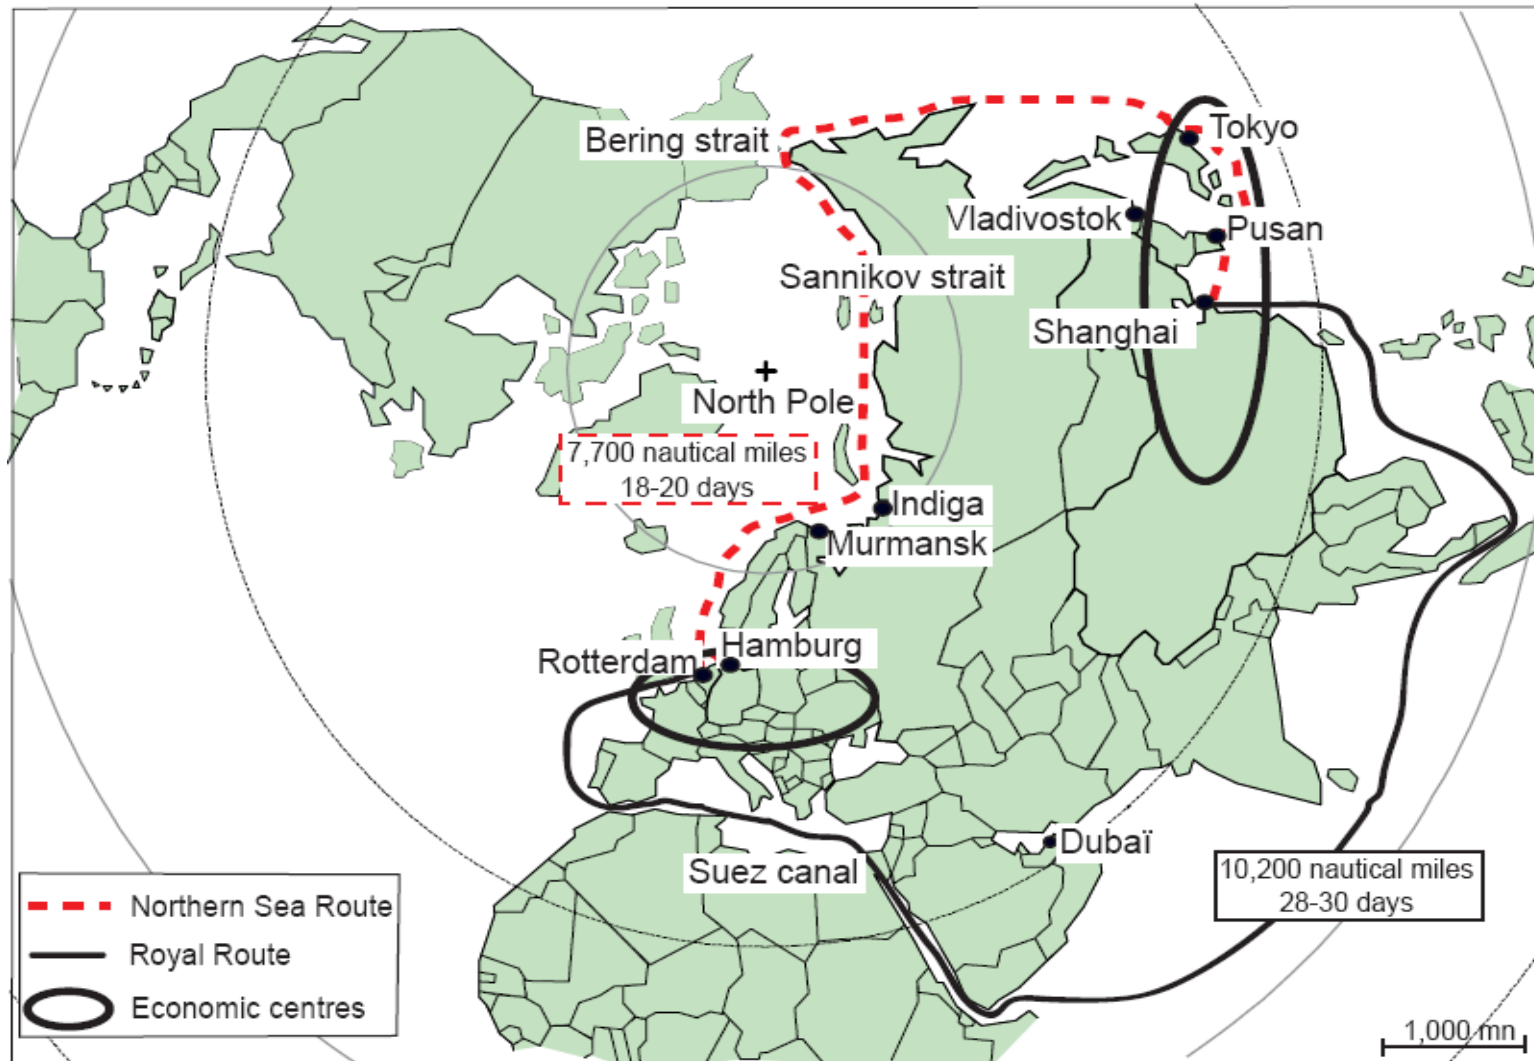 Bering strait
Tokyo
Vladivostok
Pusan
Sannikov strait
Shanghai
North Pole
7,700 nautical miles
18-20 days
Indiga
Murmansk
Hamburg
Rotterdam
Dubaï
Suez canal
10,200 nautical miles
28-30 days
Northern Sea Route
Royal Route
Economic centres
1,000 mn